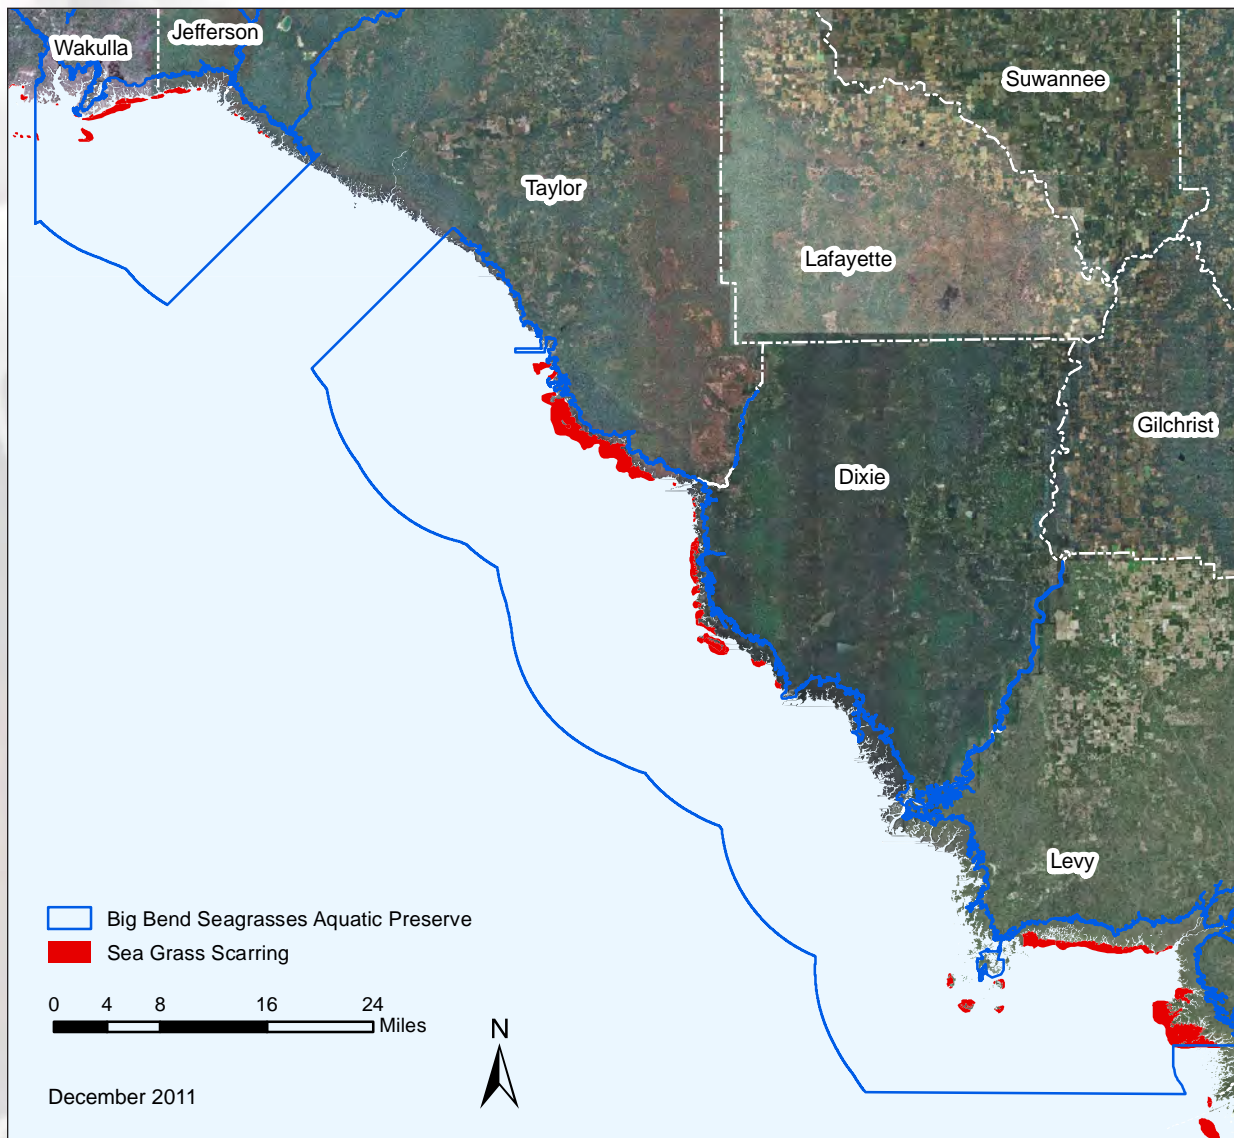 Jefferson
Wakulla
Suwannee
Taylor
Lafayette
Gilchrist
Dixie
Levy
Big Bend Seagrasses Aquatic Preserve
Sea Grass Scarring
0 4 8 16 24
Miles
N
December 2011